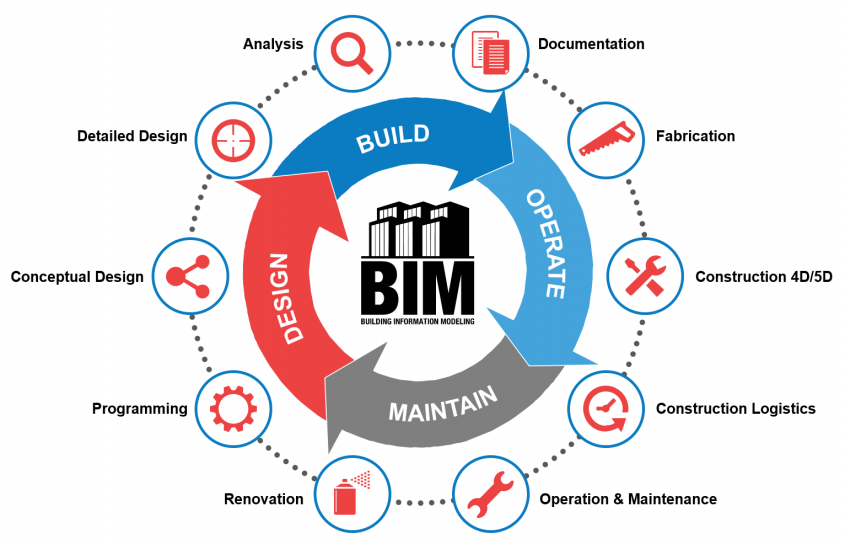 Analysis
Documentation
Detailed Design
Fabrication
Conceptual Design
Construction 4D/5D
Programming
Construction Logistics
Renovation
Operation & Maintenance
BUILD
OPERATE
MAINTAIN
DESIGN
BIM
BUILDING INFORMATION MODELING